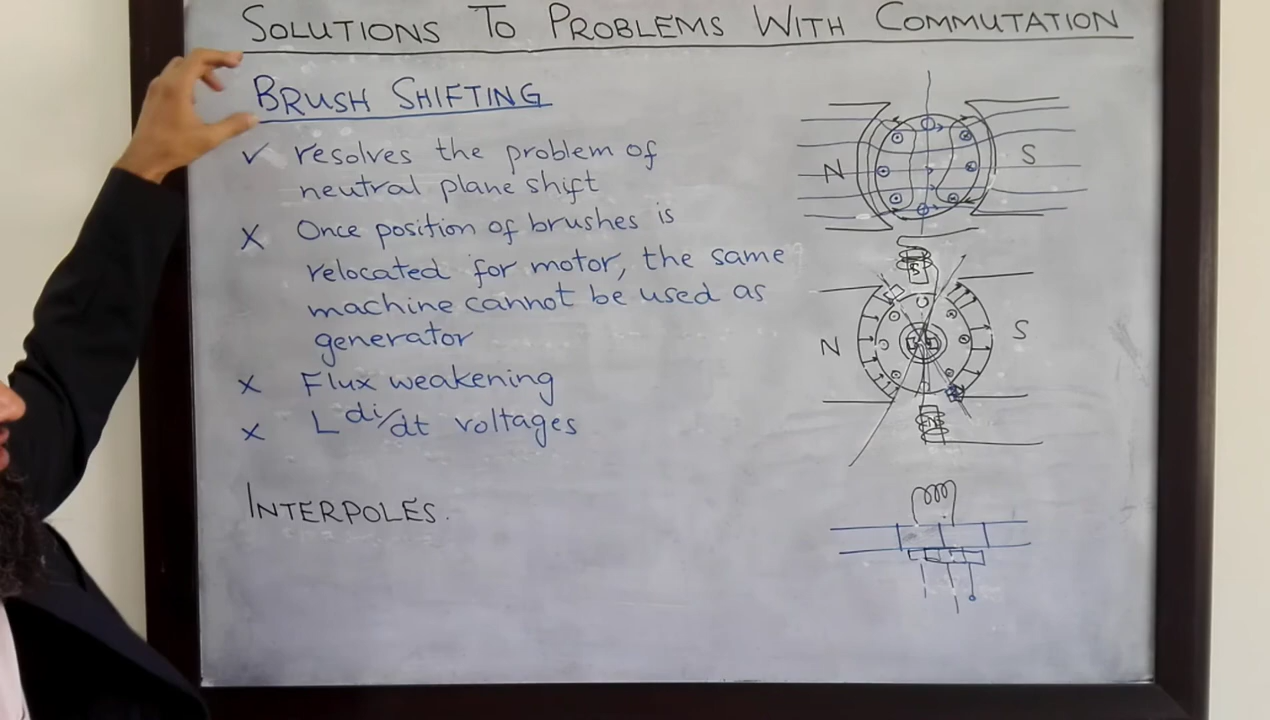 SOLUTIONS TO PROBLEMS WITH COMMUTATION
BRUSH SHIFTING
✓ resolves the problem of
neutral plane shift
X Once position of brushes is
relocated for motor, the same
machine cannot be used as
generator
X Flux weakening
X L di/dt voltages
INTERPOLES.
N S
S
N S
N